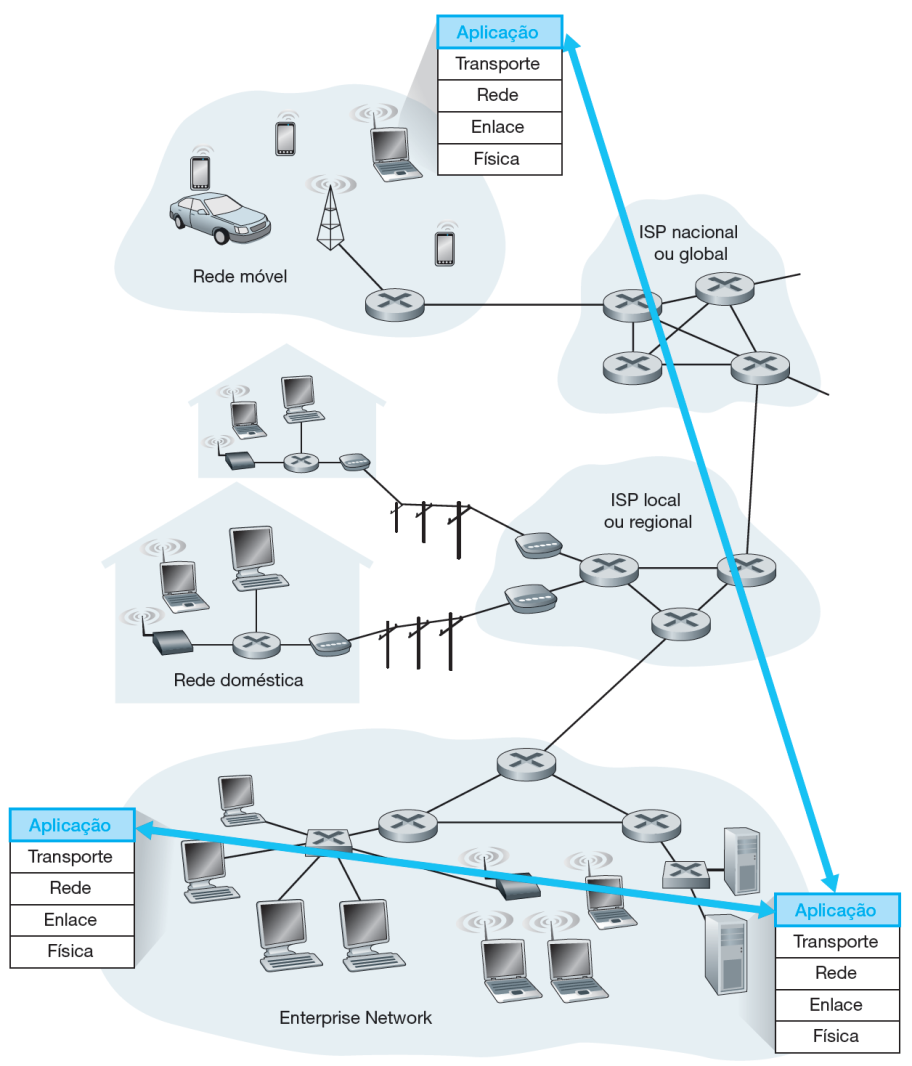 Aplicação
Transporte
Rede
Enlace
Física
ISP nacional
ou global
Rede móvel
ISP local
ou regional
Rede doméstica
Aplicação
Transporte
Rede
Enlace
Física
Aplicação
Transporte
Rede
Enlace
Física
Enterprise Network